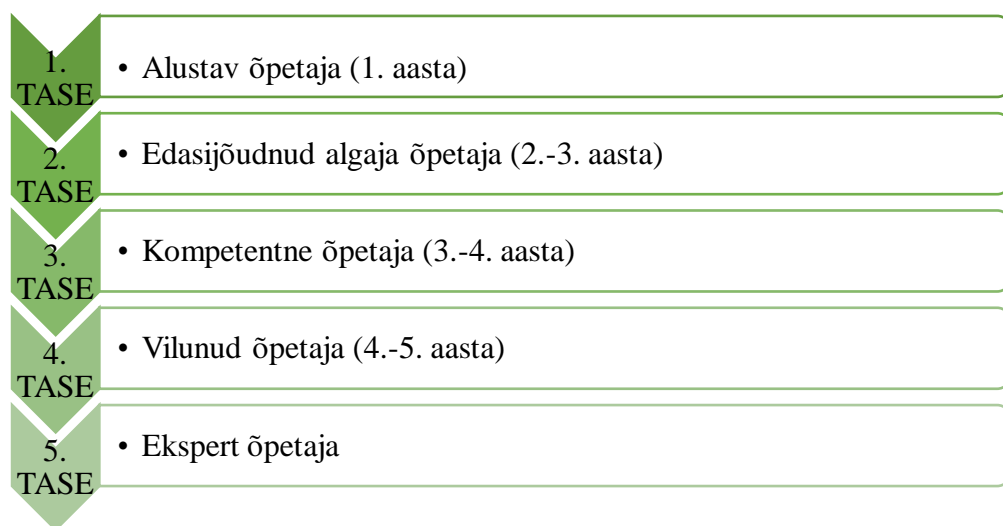 1.
TASE
• Alustav õpetaja (1. aasta)
2.
TASE
• Edasijõudnud algaja õpetaja (2.-3. aasta)
3.
TASE
• Kompetentne õpetaja (3.-4. aasta)
4.
TASE
• Vilunud õpetaja (4.-5. aasta)
5.
TASE
• Ekspert õpetaja